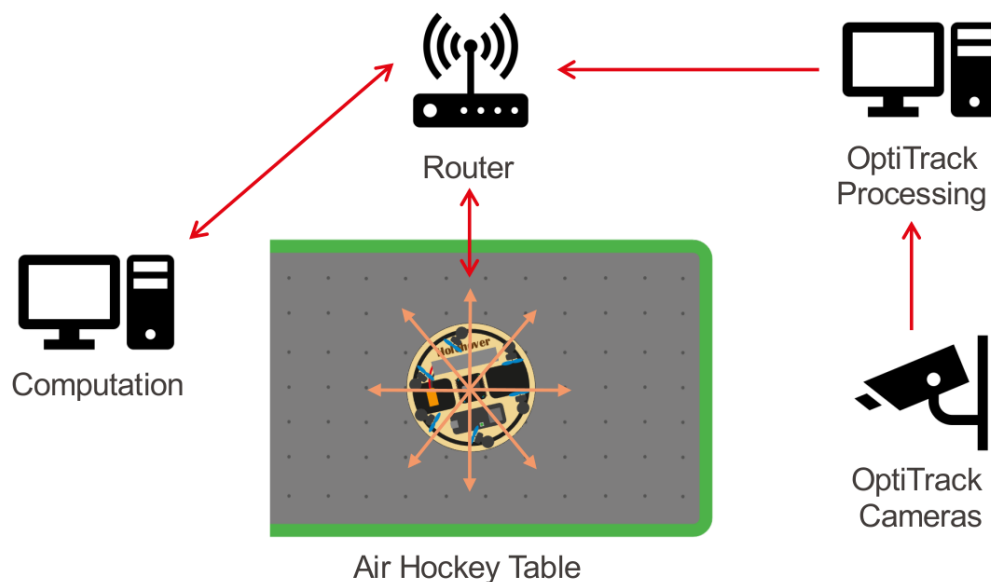 Router
OptiTrack
Processing
Computation
OptiTrack
Cameras
Air Hockey Table